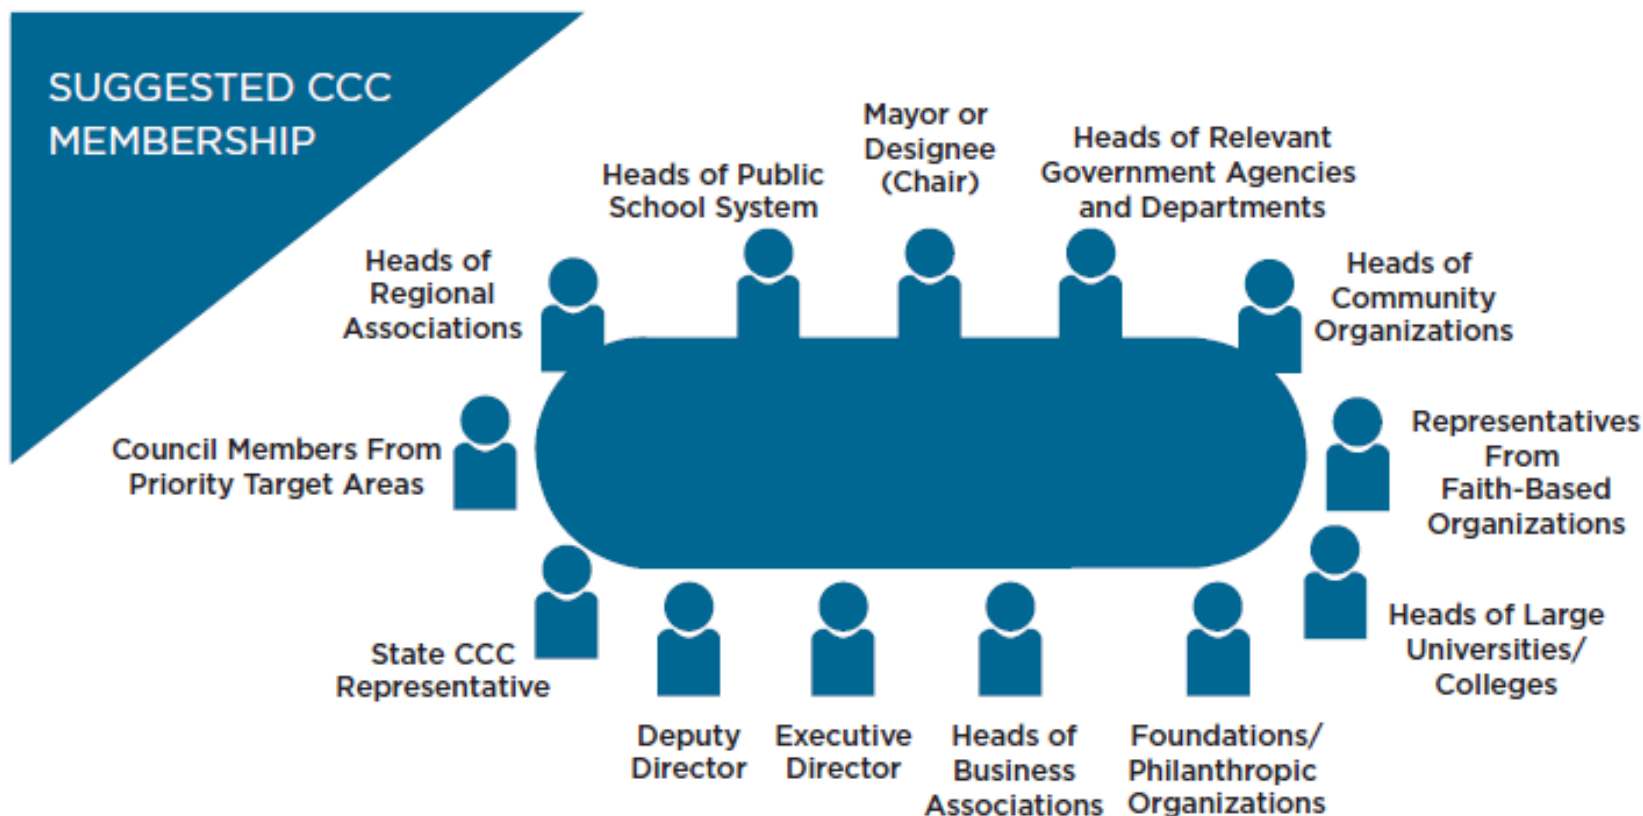 SUGGESTED CCC
MEMBERSHIP
Mayor or
Designee
(Chair)
Heads of Relevant
Government Agencies
and Departments
Heads of Public
School System
Heads of
Regional
Associations
Heads of
Community
Organizations
Council Members From
Priority Target Areas
Representatives
From
Faith-Based
Organizations
State CCC
Representative
Heads of Large
Universities/
Colleges
Deputy
Director
Executive
Director
Heads of
Business
Associations
Foundations/
Philanthropic
Organizations